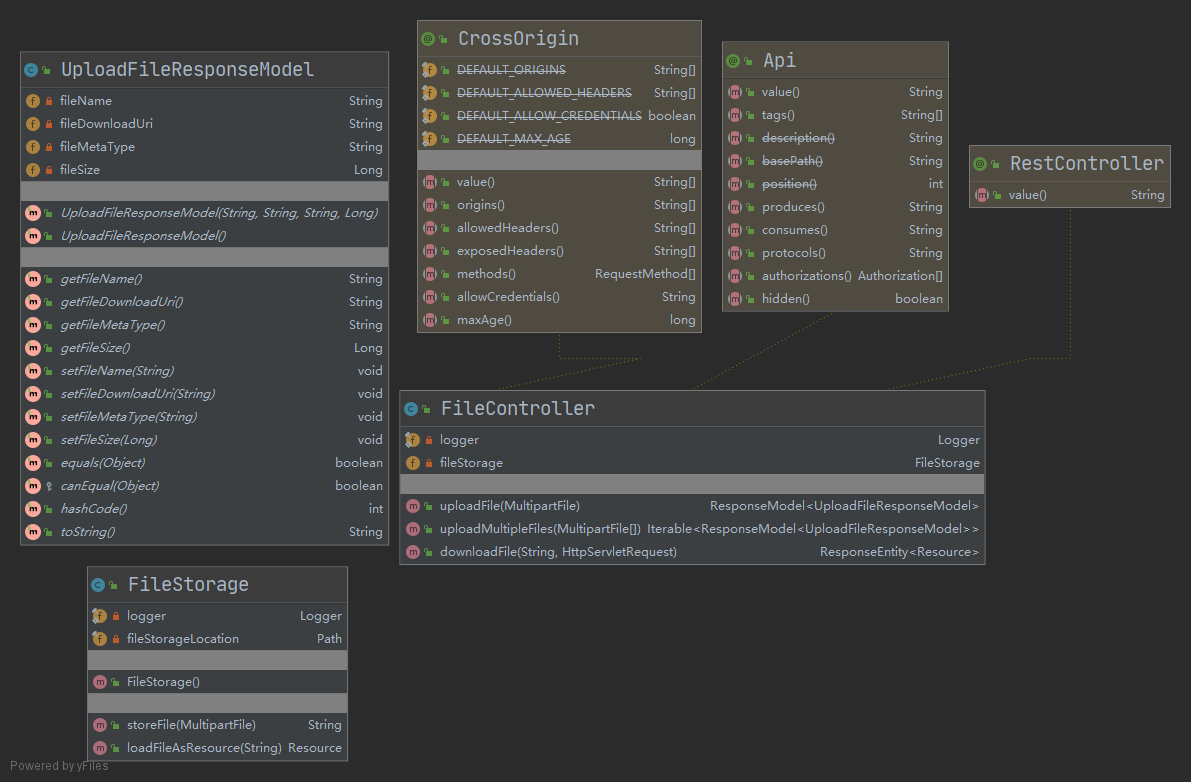 UploadFileResponseModel
fileName String
fileDownloadUri String
fileMetaType String
fileSize Long
UploadFileResponseModel(String, String, String, Long)
UploadFileResponseModel()
getFileName() String
getFileDownloadUri() String
getFileMetaType() String
getFileSize() Long
setFileName(String) void
setFileDownloadUri(String) void
setFileMetaType(String) void
setFileSize(Long) void
equals(Object) boolean
canEqual(Object) boolean
hashCode() int
toString() String
CrossOrigin
DEFAULT_ORIGINS String[]
DEFAULT_ALLOWED_HEADERS String[]
DEFAULT_ALLOW_CREDENTIALS boolean
DEFAULT_MAX_AGE long
value() String[]
origins() String[]
allowedHeaders() String[]
exposedHeaders() String[]
methods() RequestMethod[]
allowCredentials() String
maxAge() long
Api
value() String
tags() String[]
description() String
basePath() String
position() int
produces() String
consumes() String
protocols() String
authorizations() Authorization[]
hidden() boolean
RestController
value() String
FileController
logger Logger
fileStorage FileStorage
uploadFile(MultipartFile) ResponseModel<UploadFileResponseModel>
uploadMultipleFiles(MultipartFile[]) Iterable<ResponseModel<UploadFileResponseModel>>
downloadFile(String, HttpServletRequest) ResponseEntity<Resource>
FileStorage
logger Logger
fileStorageLocation Path
FileStorage()
storeFile(MultipartFile) String
loadFileAsResource(String) Resource
Powered by yFiles